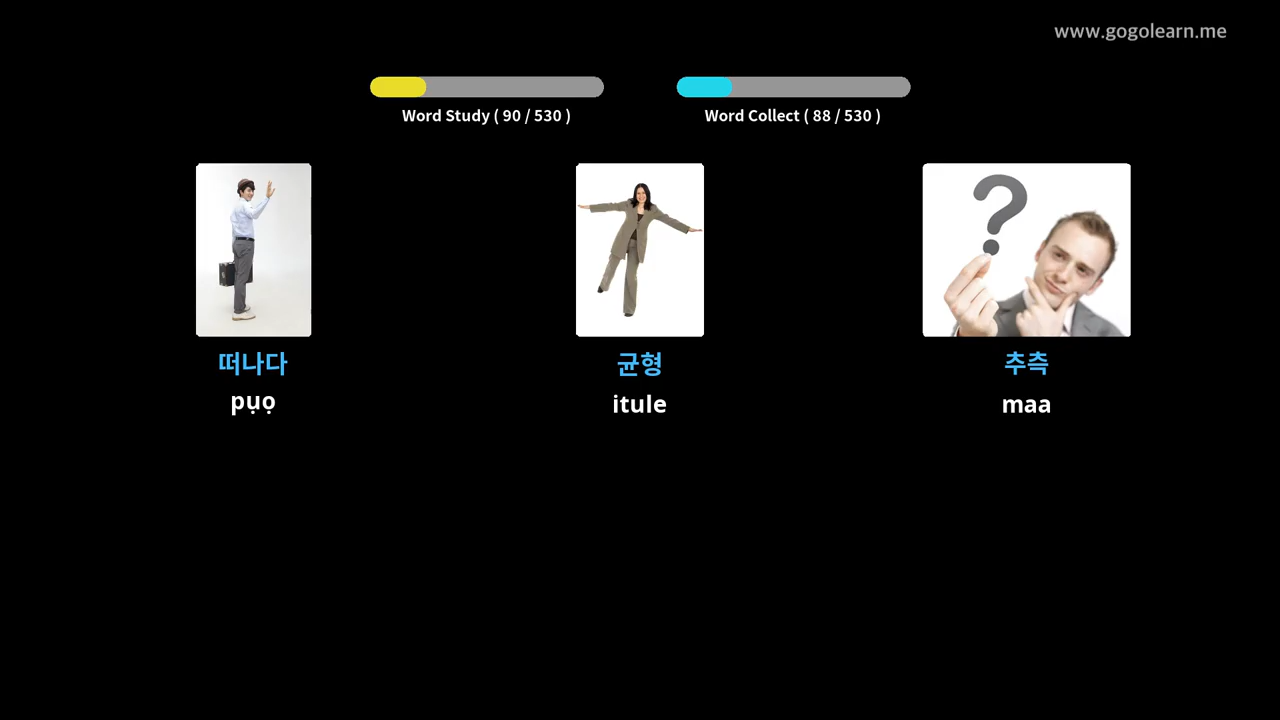 www.gogolearn.me
Word Study ( 90 / 530 )
Word Collect ( 88 / 530 )
떠나다
pụọ
균형
itule
추측
maa